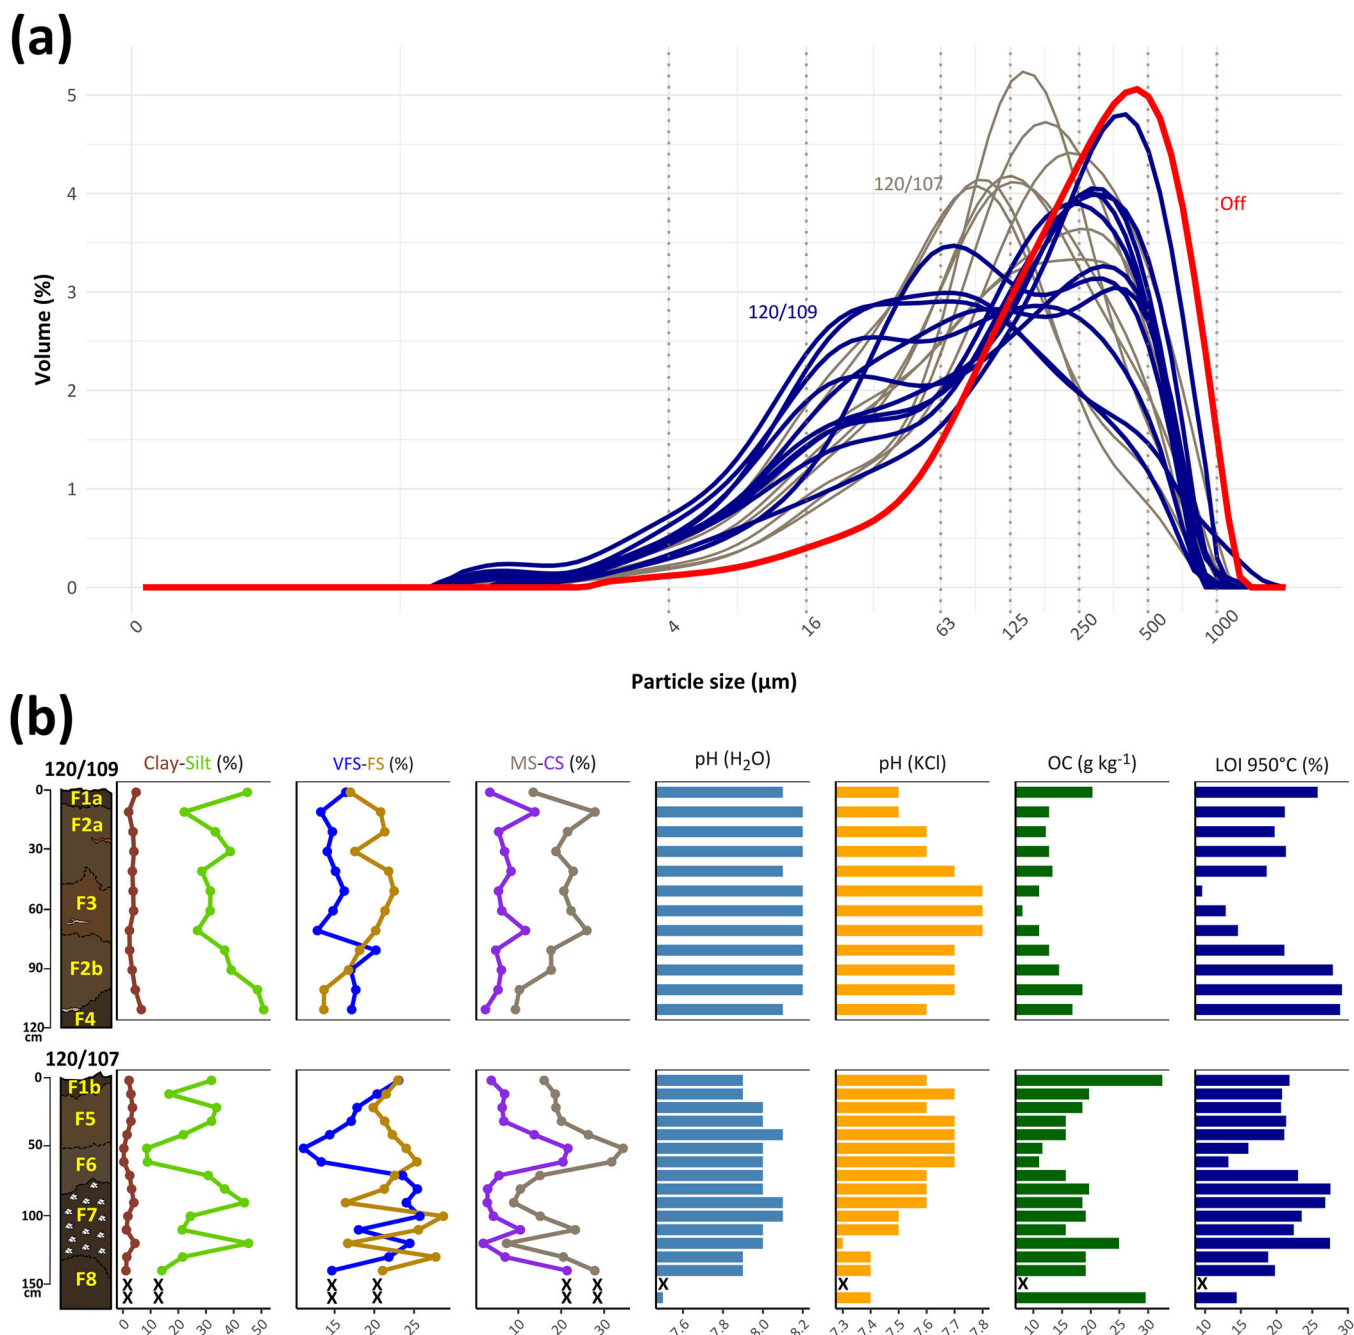 (a)
5
4
3
2
1
0
Volume (%)
120/107
120/109
Off
0 4 16 63 125 250 500 1000
Particle size (µm)
(b)
120/109
Clay-Silt (%) VFS-FS (%) MS-CS (%) pH (H₂O) pH (KCl) OC (g kg⁻¹) LOI 950°C (%)
0
30
60
90
120
cm
F1a
F2a
F3
F2b
F4
120/107
0
50
100
150
cm
F1b
F5
F6
F7
F8
X X X X X X X X X X
X X X X X X
0 10 20 30 40 50 15 20 25 10 20 30 7.6 7.8 8.0 8.2 7.3 7.4 7.5 7.6 7.7 7.8 10 15 20 25 30 10 15 20 25 30